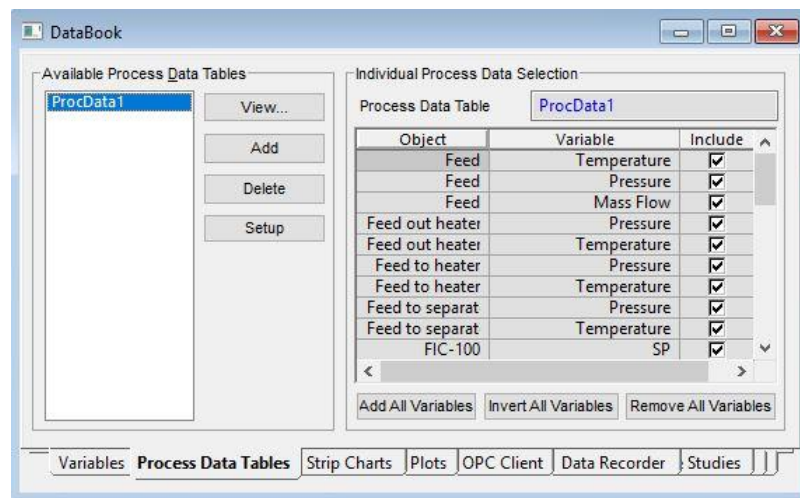 DataBook
Available Process Data Tables
ProcData1
View...
Add
Delete
Setup
Individual Process Data Selection
Process Data Table ProcData1
Object Variable Include
Feed Temperature
Feed Pressure
Feed Mass Flow
Feed out heater Pressure
Feed out heater Temperature
Feed to heater Pressure
Feed to heater Temperature
Feed to separat Pressure
Feed to separat Temperature
FIC-100 SP
Add All Variables Invert All Variables Remove All Variables
Variables Process Data Tables Strip Charts Plots OPC Client Data Recorder Studies